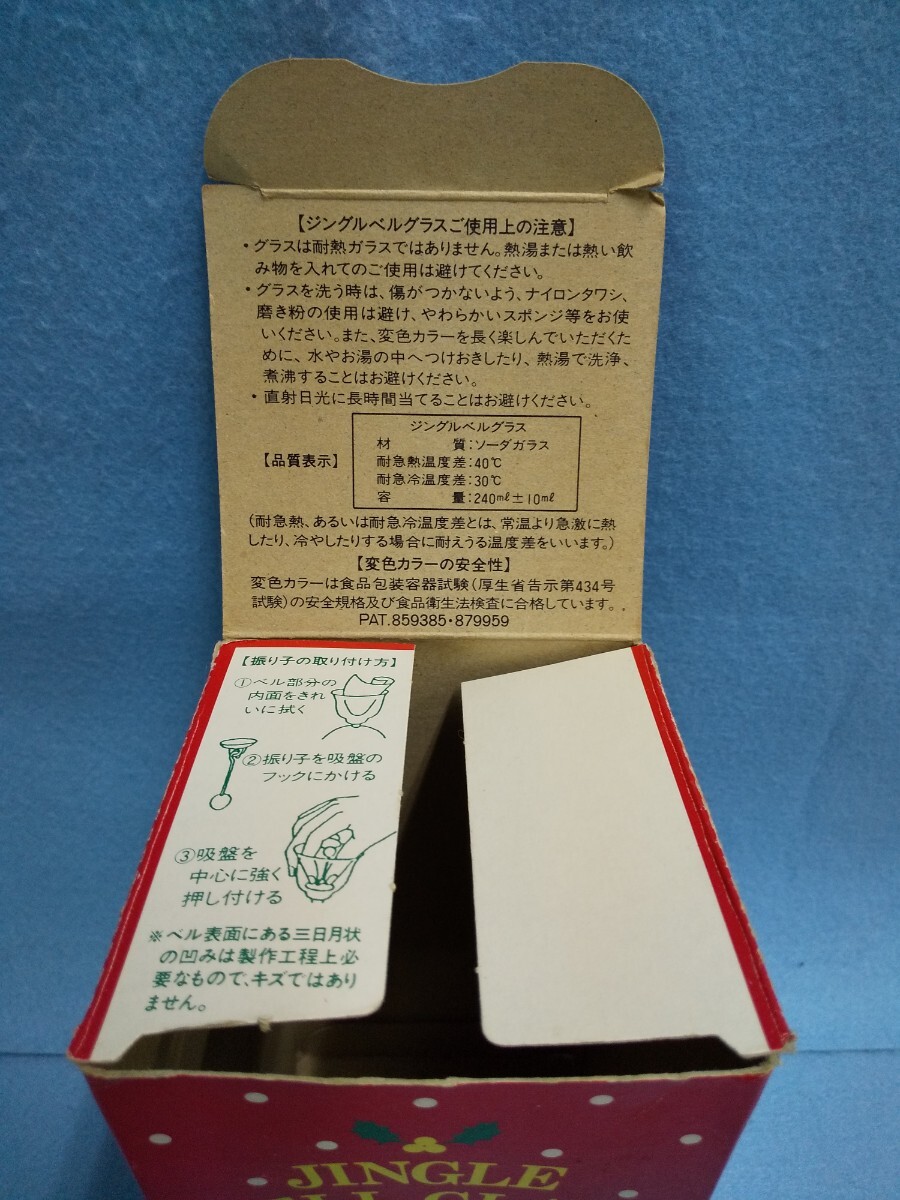 【ジングルベルグラスご使用上の注意】
・グラスは耐熱ガラスではありません。熱湯または熱い飲
み物を入れてのご使用は避けてください。
・グラスを洗う時は、傷がつかないよう、ナイロンタワシ、
磨き粉の使用は避け、やわらかいスポンジ等をお使
いください。また、変色カラーを長く楽しんでいただくた
めに、水やお湯の中へつけおきしたり、熱湯で洗浄、
煮沸することはお避けください。
・直射日光に長時間当てることはお避けください。
【品質表示】
ジングルベルグラス
材 質:ソーダガラス
耐急熱温度差:40℃
耐急冷温度差:30℃
容 量:240㎖±10㎖
(耐急熱、あるいは耐急冷温度差とは、常温より急激に熱
したり、冷やしたりする場合に耐えうる温度差をいいます。)
【変色カラーの安全性】
変色カラーは食品包装容器試験(厚生省告示第434号
試験)の安全規格及び食品衛生法検査に合格しています。
PAT.859385・879959
【振り子の取り付け方】
①ベル部分の
内面をきれ
いに拭く
②振り子を吸盤の
フックにかける
③吸盤を
中心に強く
押し付ける
※ベル表面にある三日月状
の凹みは製作工程上必
要なもので、キズではあり
ません。
JINGLE